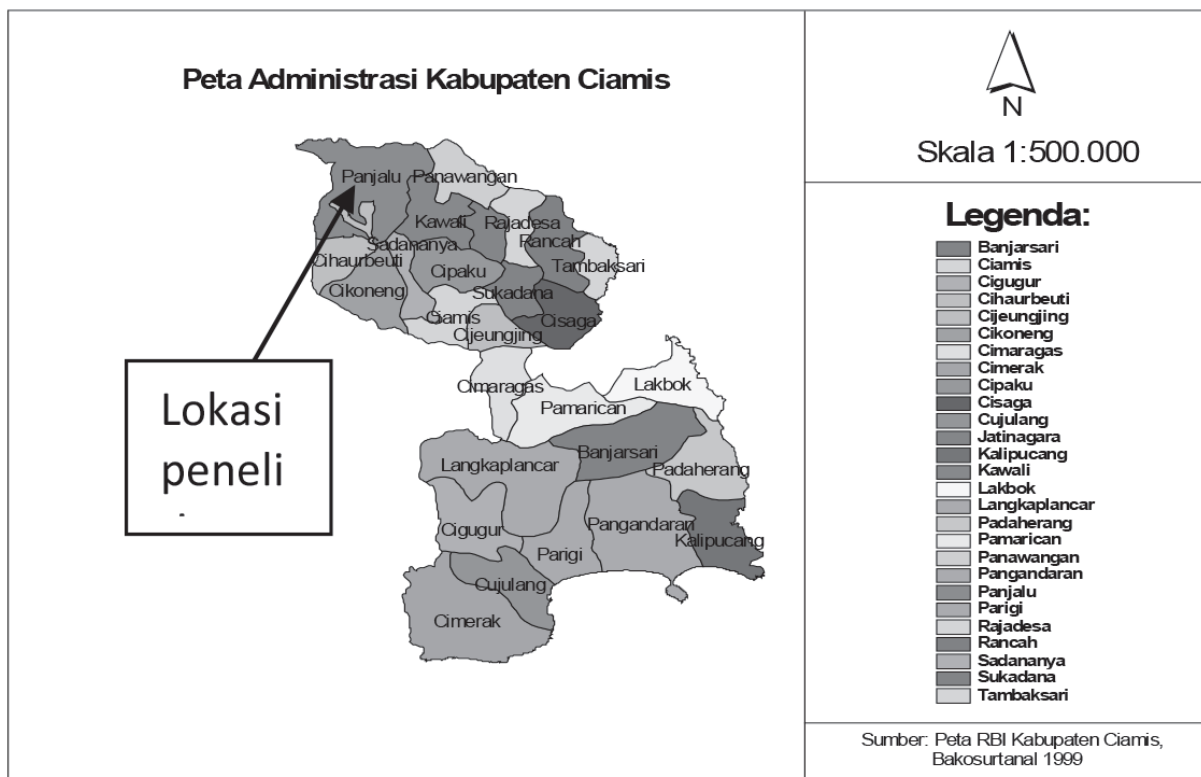 Peta Administrasi Kabupaten Ciamis
N
Skala 1:500.000
Panjalu
Panawangan
Kawali
Rajadesa
Rancah
Sadananya
Cihaurbeuti
Cipaku
Tambaksari
Cikoneng
Sukadana
Ciamis
Cisaga
Cijeungjing
Cimaragas
Lakbok
Pamarican
Lokasi
peneli
Banjarsari
Langkaplancar
Padaherang
Cigugur
Pangandaran
Parigi
Kalipucang
Cujulang
Cimerak
Legenda:
Banjarsari
Ciamis
Cigugur
Cihaurbeuti
Cijeungjing
Cikoneng
Cimaragas
Cimerak
Cipaku
Cisaga
Cujulang
Jatinagara
Kalipucang
Kawali
Lakbok
Langkaplancar
Padaherang
Pamarican
Panawangan
Pangandaran
Panjalu
Parigi
Rajadesa
Rancah
Sadananya
Sukadana
Tambaksari
Sumber: Peta RBI Kabupaten Ciamis,
Bakosurtanal 1999